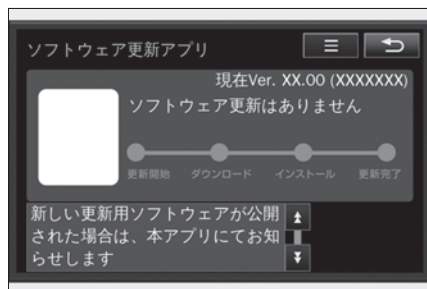 ソフトウェア更新アプリ
現在Ver. XX.00 (XXXXXXX)
ソフトウェア更新はありません
更新開始 ダウンロード インストール 更新完了
新しい更新用ソフトウェアが公開
された場合は、本アプリにてお知
らせします